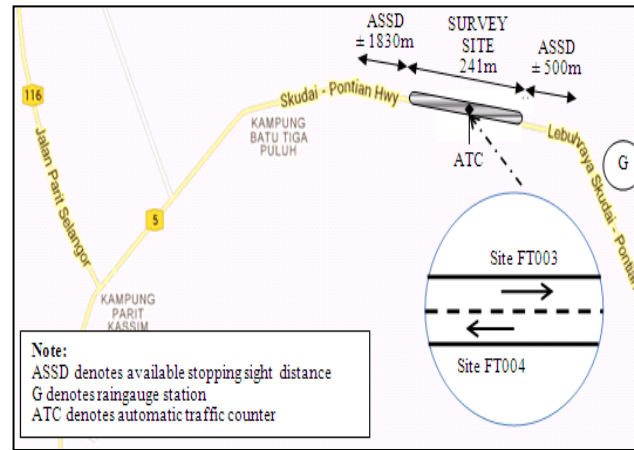 ASSD
± 1830m
SURVEY
SITE
241m
ASSD
± 500m
116
Skudai - Pontian Hwy
KAMPUNG
BATU TIGA
PULUH
ATC
Lebuhraya Skudai - Pontian
G
Jalan Parit Selangor
5
Site FT003
KAMPUNG
PARIT
KASSIM
Site FT004
Note:
ASSD denotes available stopping sight distance
G denotes raingauge station
ATC denotes automatic traffic counter